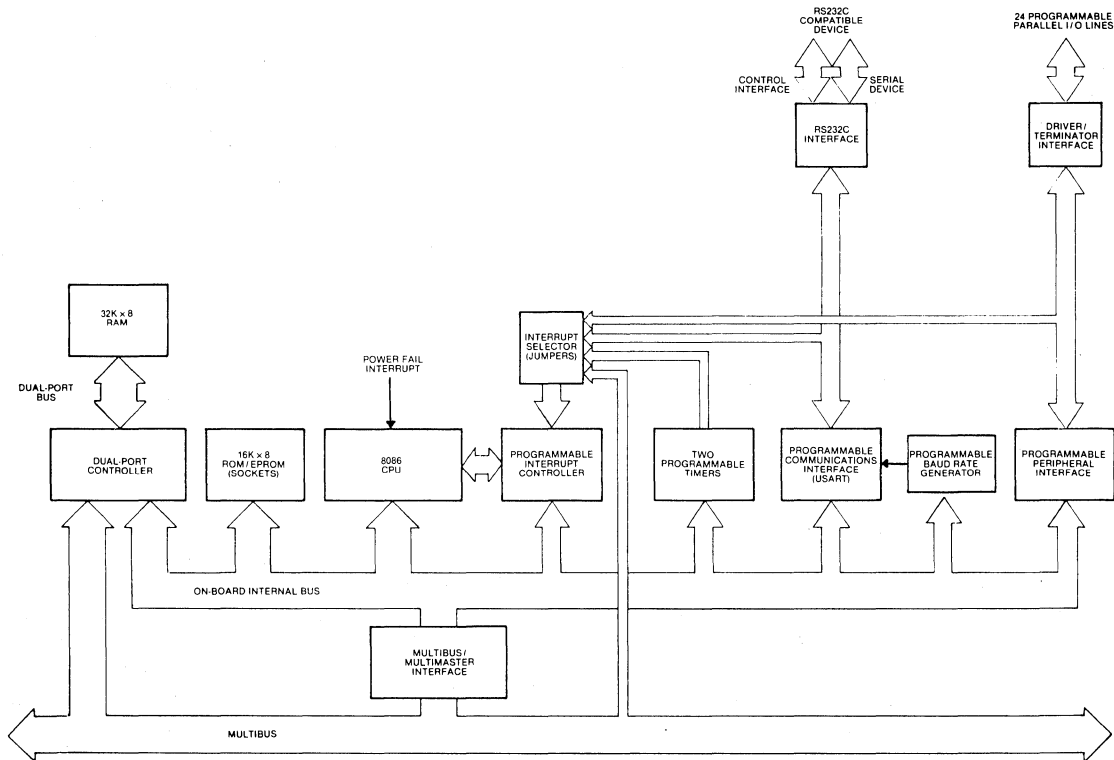 RS232C
COMPATIBLE
DEVICE
24 PROGRAMMABLE
PARALLEL I/O LINES
CONTROL
INTERFACE
SERIAL
DEVICE
RS232C
INTERFACE
DRIVER/
TERMINATOR
INTERFACE
32K × 8
RAM
DUAL-PORT
BUS
POWER FAIL
INTERRUPT
INTERRUPT
SELECTOR
(JUMPERS)
DUAL-PORT
CONTROLLER
16K × 8
ROM/EPROM
(SOCKETS)
8086
CPU
PROGRAMMABLE
INTERRUPT
CONTROLLER
TWO
PROGRAMMABLE
TIMERS
PROGRAMMABLE
COMMUNICATIONS
INTERFACE
(USART)
PROGRAMMABLE
BAUD RATE
GENERATOR
PROGRAMMABLE
PERIPHERAL
INTERFACE
ON-BOARD INTERNAL BUS
MULTIBUS/
MULTIMASTER
INTERFACE
MULTIBUS